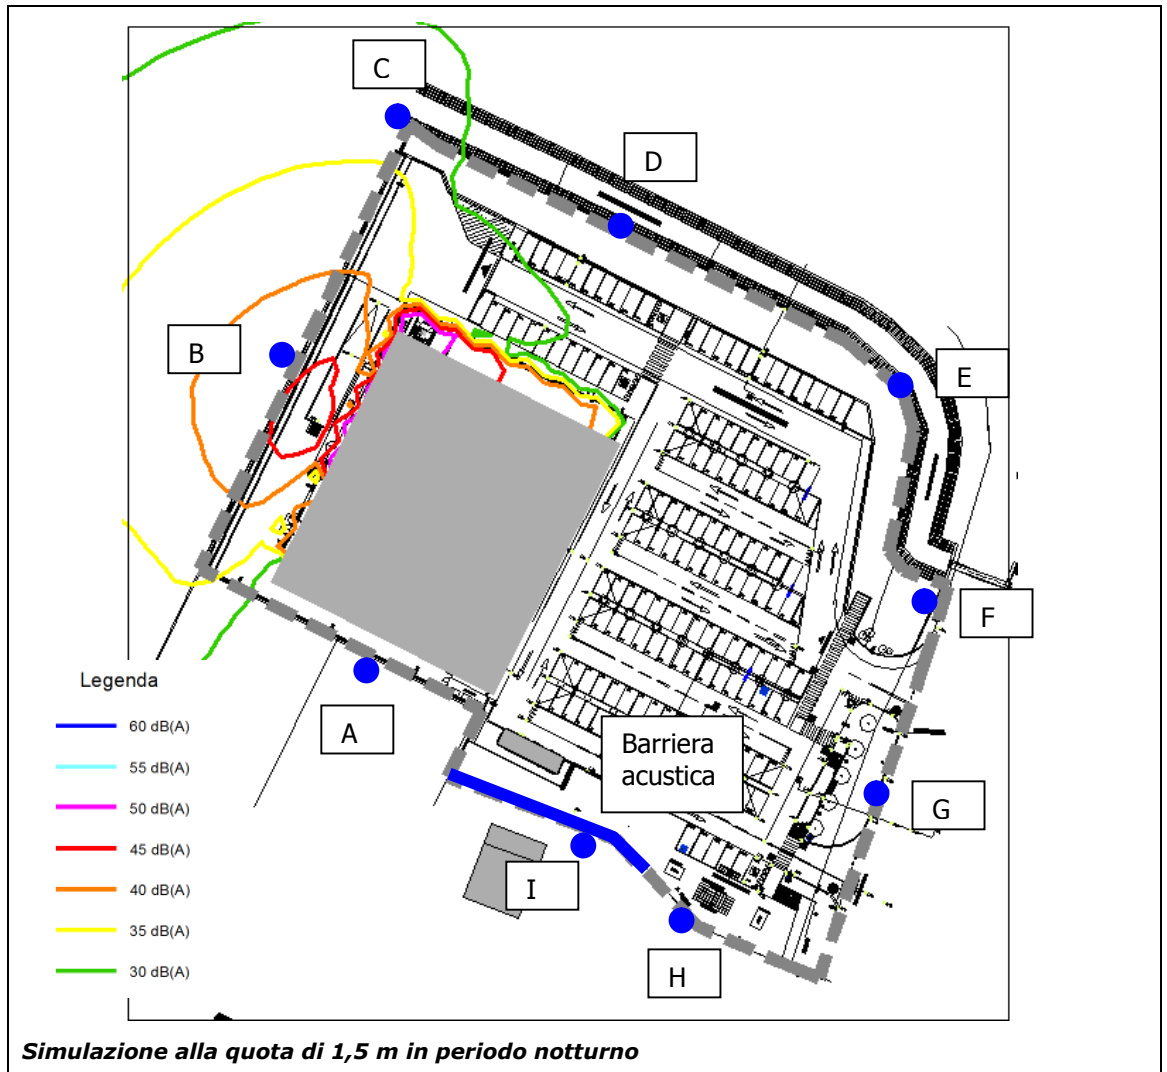 C
D
B
E
F
A
Barriera
acustica
G
I
H
Legenda
60 dB(A)
55 dB(A)
50 dB(A)
45 dB(A)
40 dB(A)
35 dB(A)
30 dB(A)
Simulazione alla quota di 1,5 m in periodo notturno